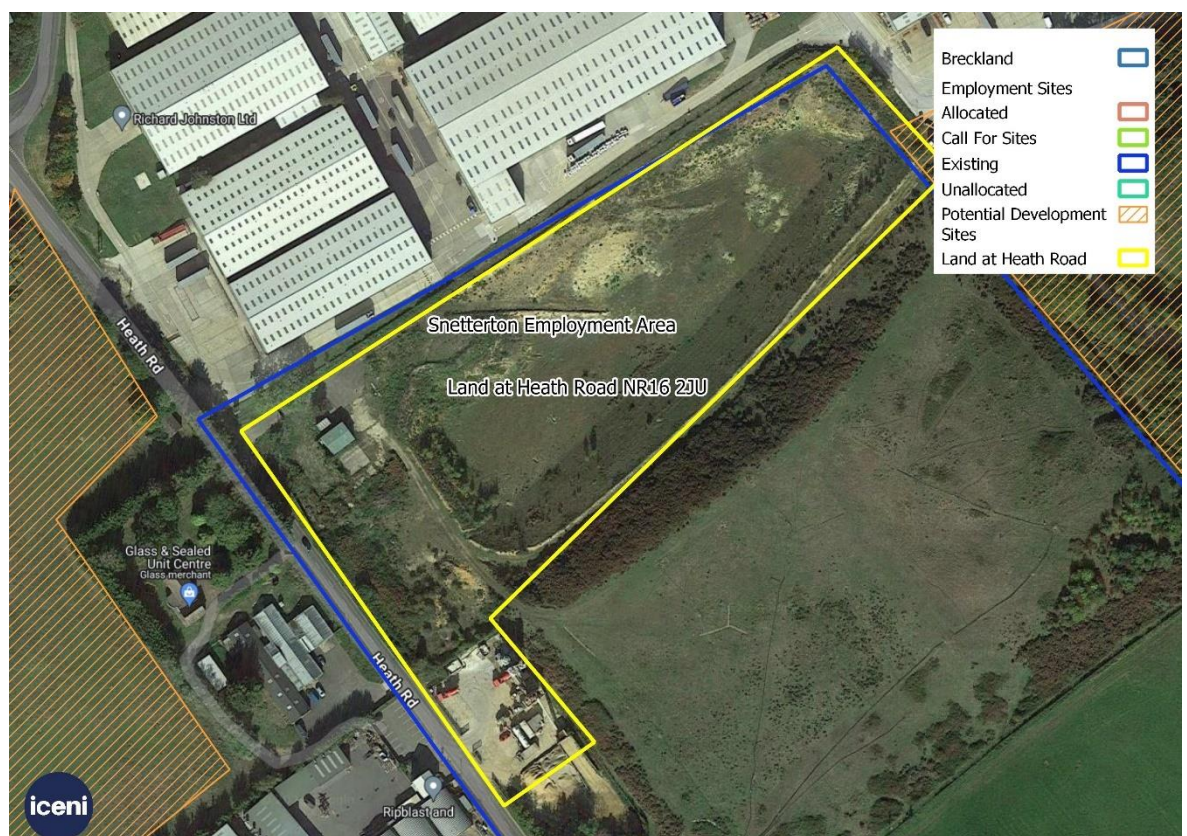 Richard Johnston Ltd
Heath Rd
Snetterton Employment Area
Land at Heath Road NR16 2JU
Glass & Sealed
Unit Centre
Glass merchant
Heath Rd
Ripblast and
iceni
Breckland
Employment Sites
Allocated
Call For Sites
Existing
Unallocated
Potential Development
Sites
Land at Heath Road